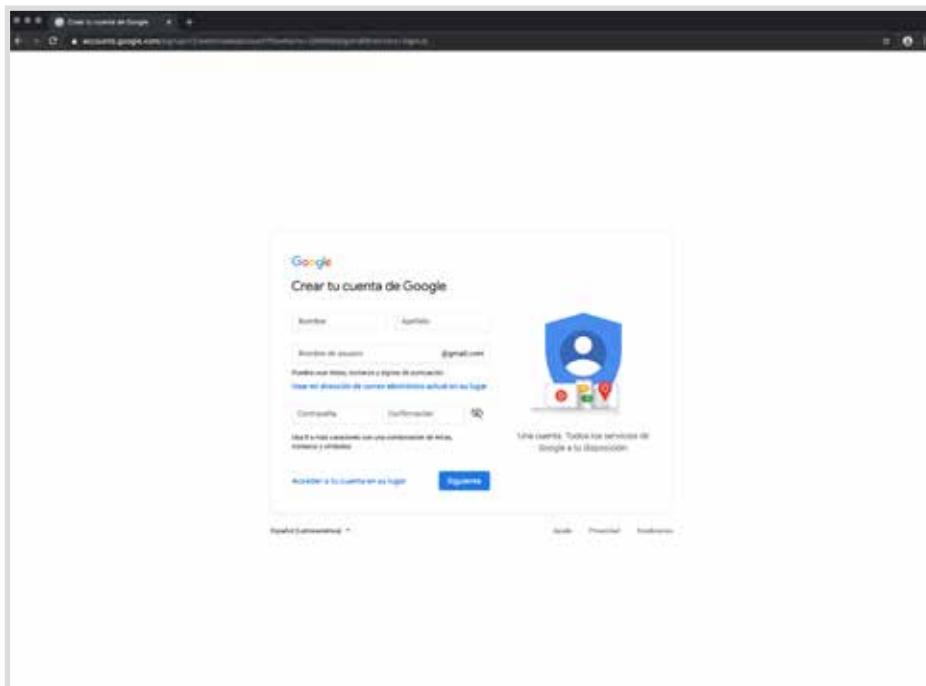 Crear tu cuenta de Google
accounts.google.com
Google
Crear tu cuenta de Google
Nombre
Apellido
Nombre de usuario
@gmail.com
Puedes usar letras, números y signos de puntuación
Usar mi dirección de correo electrónico actual en su lugar
Contraseña
Confirmación
Usa 8 o más caracteres con una combinación de letras,
números y símbolos
Una cuenta. Todos los servicios de
Google a tu disposición.
Acceder a tu cuenta en su lugar
Siguiente
Español (Latinoamérica)
Ayuda
Privacidad
Condiciones